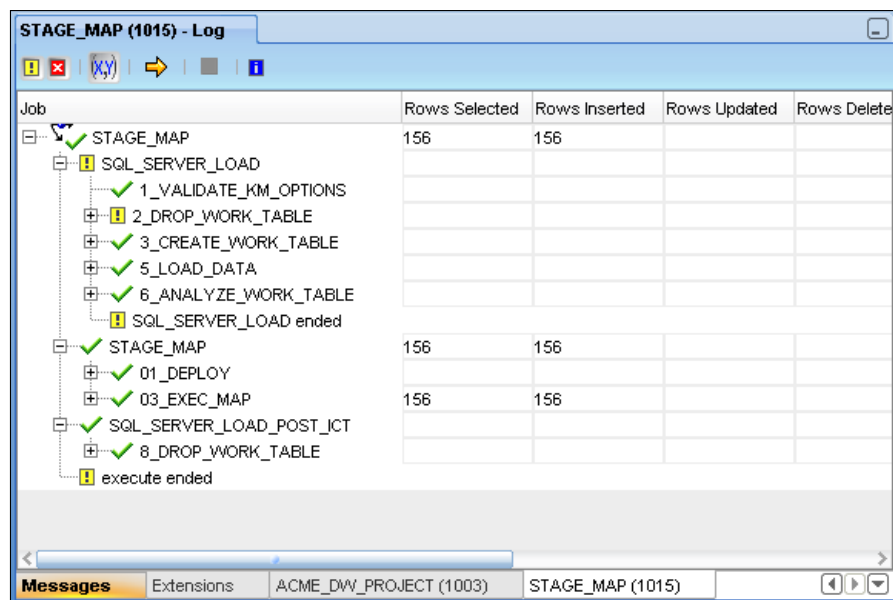 STAGE_MAP (1015) - Log
(X,Y)
Job Rows Selected Rows Inserted Rows Updated Rows Delete
STAGE_MAP 156 156
SQL_SERVER_LOAD
1_VALIDATE_KM_OPTIONS
2_DROP_WORK_TABLE
3_CREATE_WORK_TABLE
5_LOAD_DATA
6_ANALYZE_WORK_TABLE
SQL_SERVER_LOAD ended
STAGE_MAP 156 156
01_DEPLOY
03_EXEC_MAP 156 156
SQL_SERVER_LOAD_POST_ICT
8_DROP_WORK_TABLE
execute ended
Messages Extensions ACME_DW_PROJECT (1003) STAGE_MAP (1015)